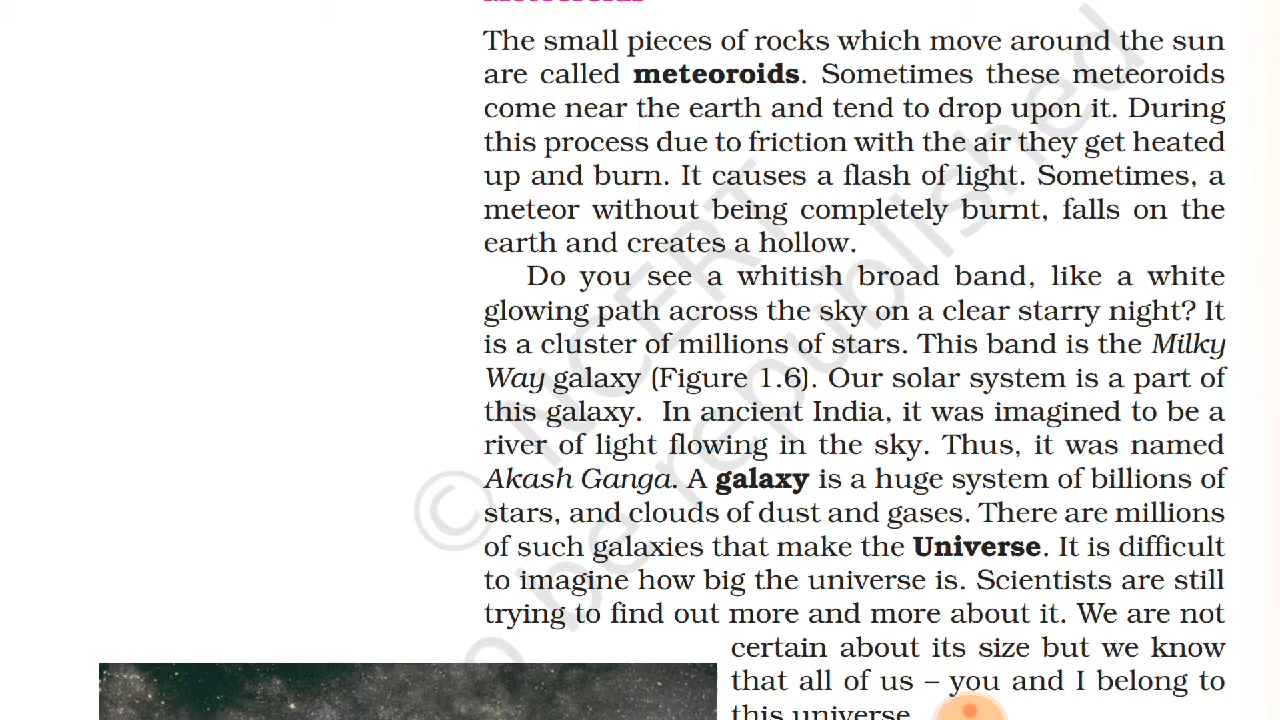 The small pieces of rocks which move around the sun
are called meteoroids. Sometimes these meteoroids
come near the earth and tend to drop upon it. During
this process due to friction with the air they get heated
up and burn. It causes a flash of light. Sometimes, a
meteor without being completely burnt, falls on the
earth and creates a hollow.
Do you see a whitish broad band, like a white
glowing path across the sky on a clear starry night? It
is a cluster of millions of stars. This band is the Milky
Way galaxy (Figure 1.6). Our solar system is a part of
this galaxy. In ancient India, it was imagined to be a
river of light flowing in the sky. Thus, it was named
Akash Ganga. A galaxy is a huge system of billions of
stars, and clouds of dust and gases. There are millions
of such galaxies that make the Universe. It is difficult
to imagine how big the universe is. Scientists are still
trying to find out more and more about it. We are not
certain about its size but we know
that all of us – you and I belong to
this universe.
© NCERT
be republished